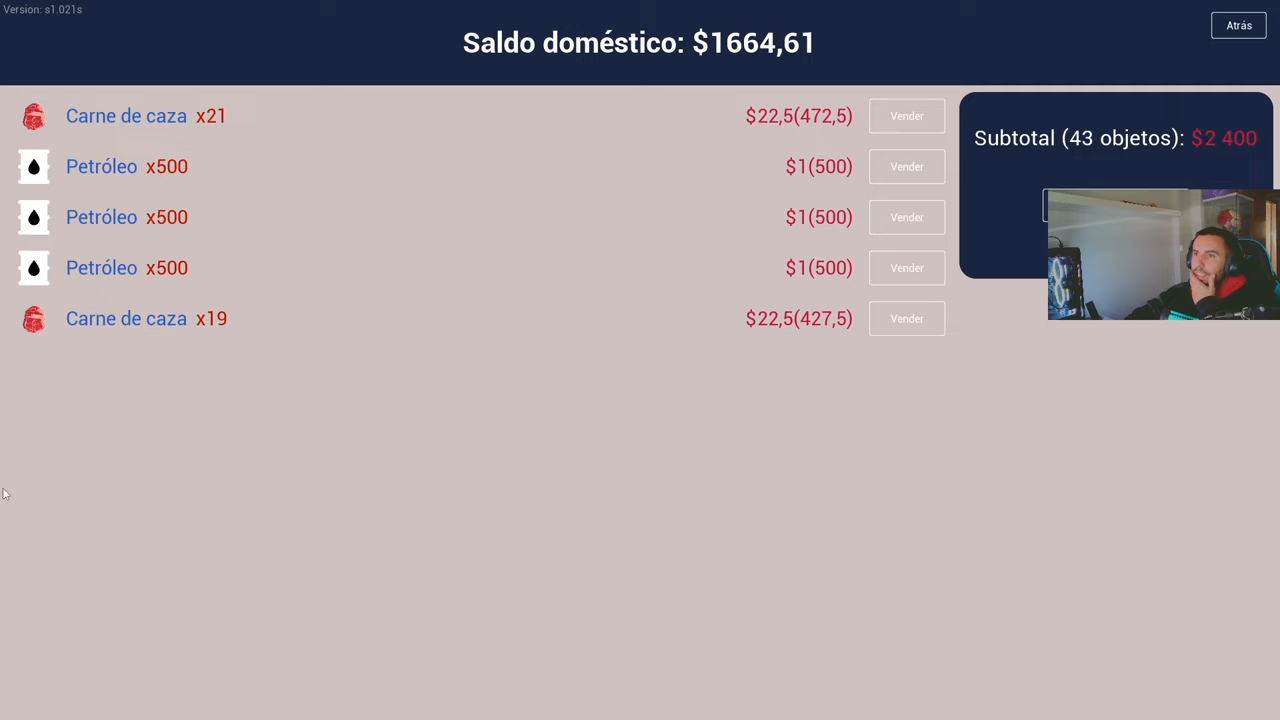 Version: s1.021s
Saldo doméstico: $1664,61
Atrás
Carne de caza x21 $22,5(472,5) Vender
Petróleo x500 $1(500) Vender
Petróleo x500 $1(500) Vender
Petróleo x500 $1(500) Vender
Carne de caza x19 $22,5(427,5) Vender
Subtotal (43 objetos): $2 400